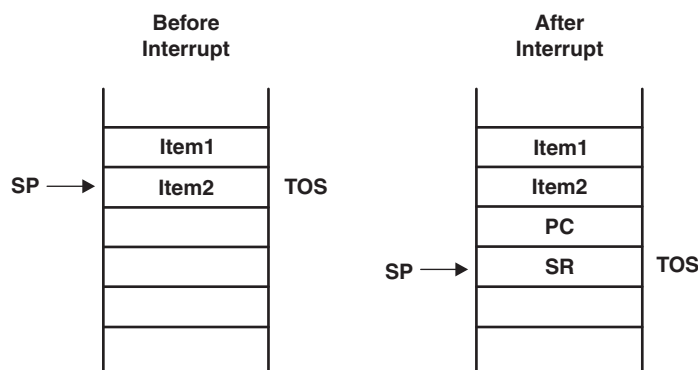 Before
Interrupt
Item1
SP
Item2
TOS
After
Interrupt
Item1
Item2
PC
SP
SR
TOS